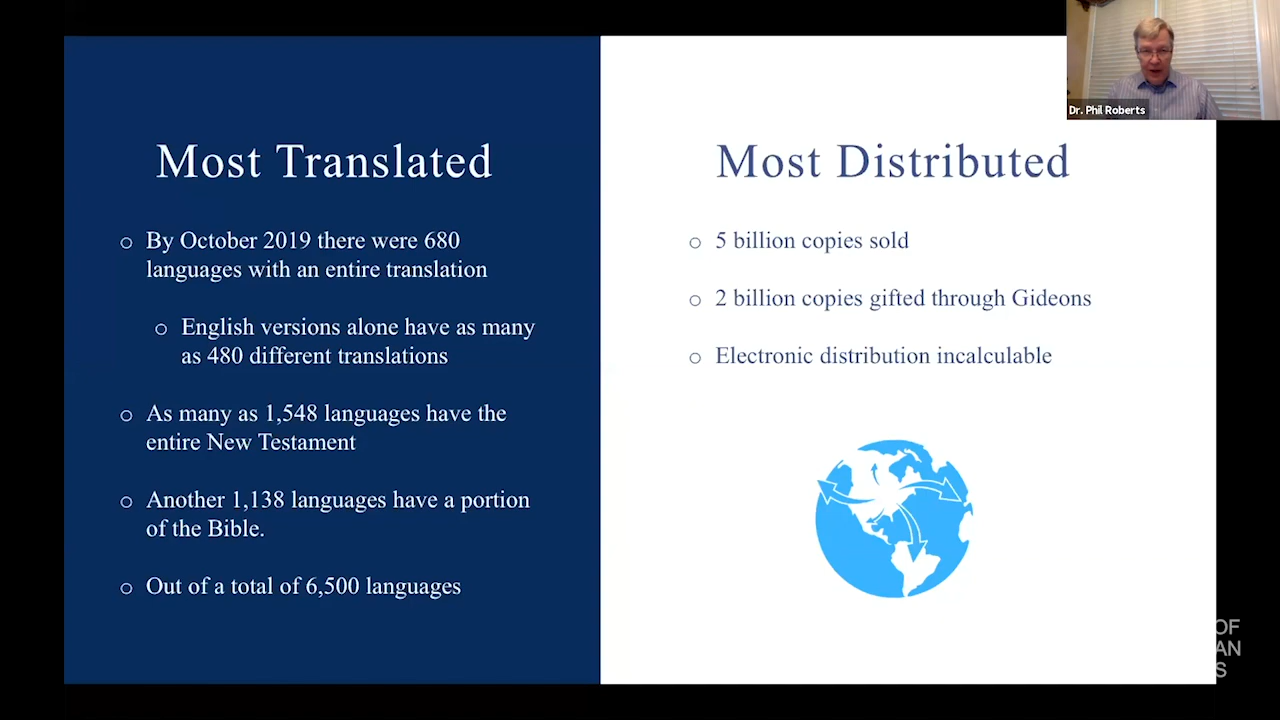 Dr. Phil Roberts
Most Translated
By October 2019 there were 680
languages with an entire translation
English versions alone have as many
as 480 different translations
As many as 1,548 languages have the
entire New Testament
Another 1,138 languages have a portion
of the Bible.
Out of a total of 6,500 languages
Most Distributed
5 billion copies sold
2 billion copies gifted through Gideons
Electronic distribution incalculable
OF
AN
S